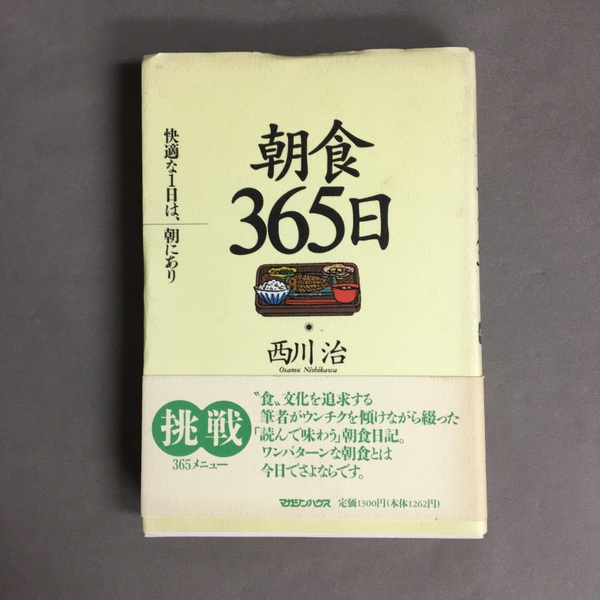 朝食
365日
快適な1日は、朝にあり
西川 治
Osamu Nishikawa
挑戦
365メニュー
〝食〟文化を追求する
筆者がウンチクを傾けながら綴った
「読んで味わう」朝食日記。
ワンパターンな朝食とは
今日でさよならです。
マガジンハウス 定価1300円(本体1262円)